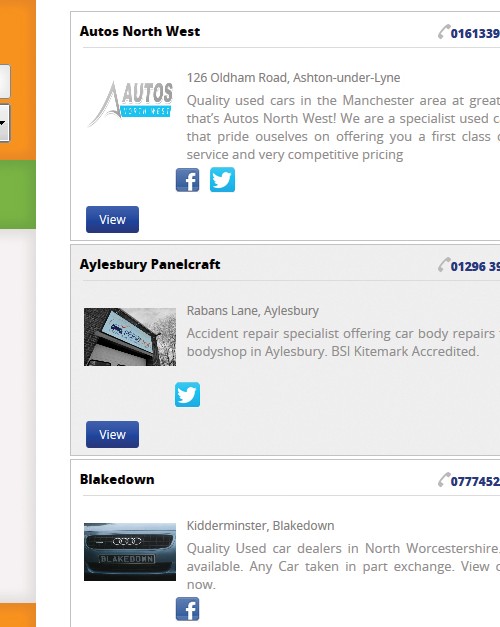 Autos North West
0161339
AUTOS
NORTH WEST
126 Oldham Road, Ashton-under-Lyne
Quality used cars in the Manchester area at great
that's Autos North West! We are a specialist used c
that pride ouselves on offering you a first class
service and very competitive pricing
View
Aylesbury Panelcraft
01296 39
Rabans Lane, Aylesbury
Accident repair specialist offering car body repairs
bodyshop in Aylesbury. BSI Kitemark Accredited.
View
Blakedown
0777452
BLAKEDOWN
Kidderminster, Blakedown
Quality Used car dealers in North Worcestershire.
available. Any Car taken in part exchange. View
now.